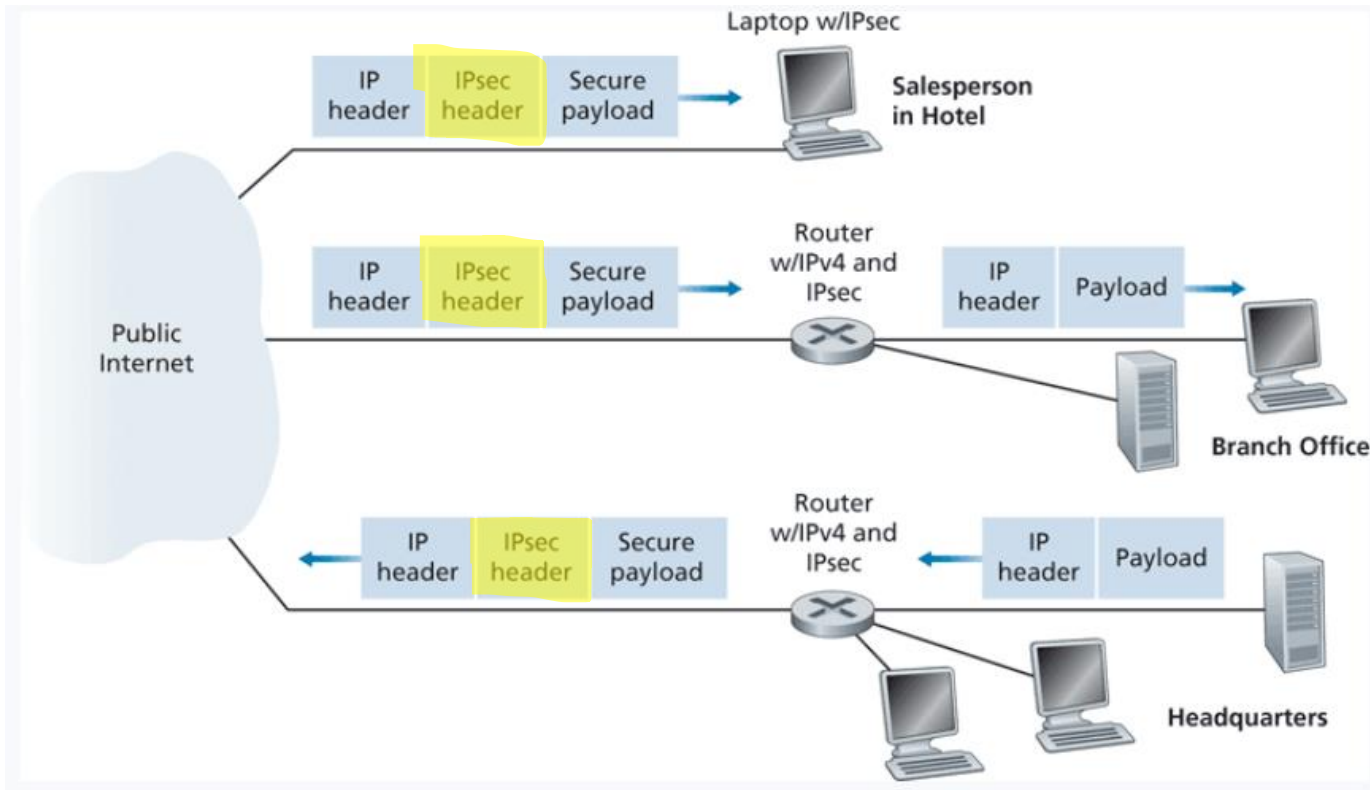 Laptop w/IPsec
IP
header
IPsec
header
Secure
payload
Salesperson
in Hotel
Public
Internet
IP
header
IPsec
header
Secure
payload
Router
w/IPv4 and
IPsec
IP
header
Payload
Branch Office
IP
header
IPsec
header
Secure
payload
Router
w/IPv4 and
IPsec
IP
header
Payload
Headquarters